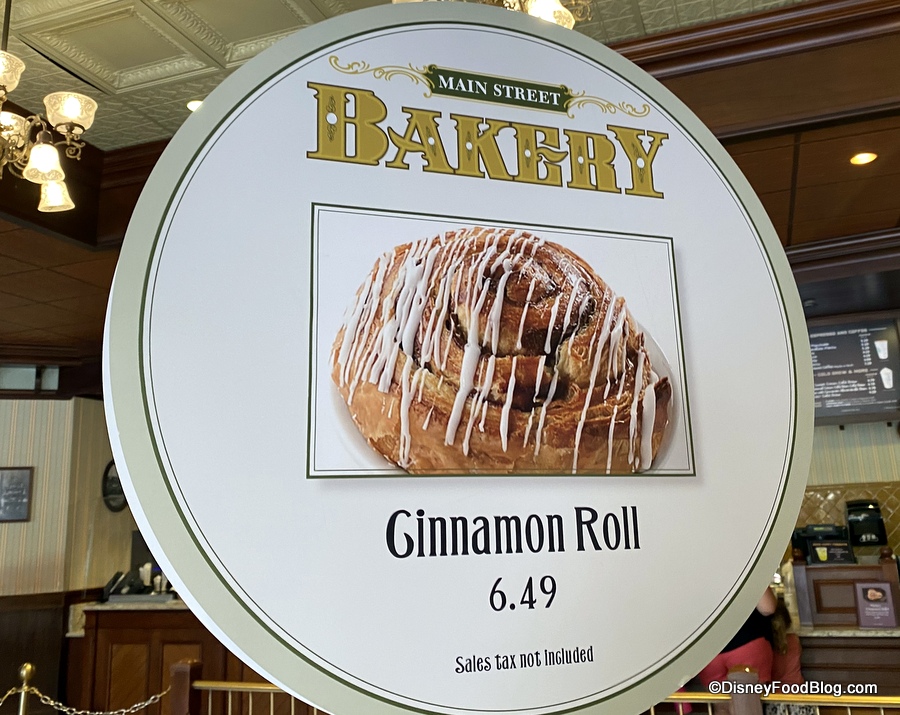 MAIN STREET
BAKERY
Cinnamon Roll
6.49
Sales tax not included
©DisneyFoodBlog.com